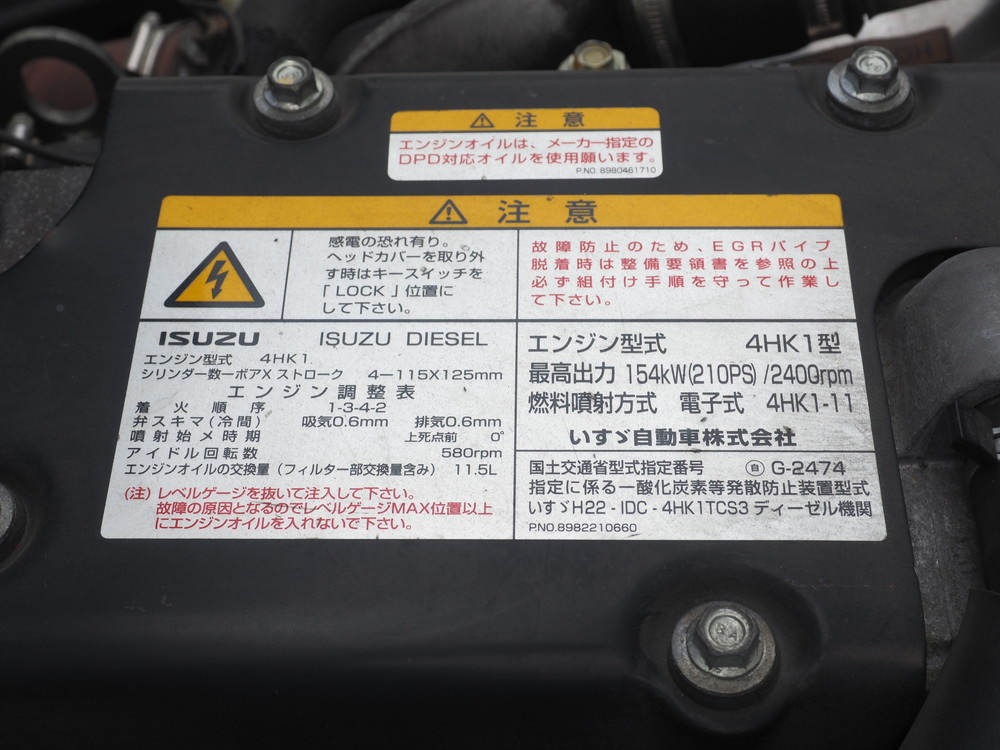 ⚠ 注意
エンジンオイルは、メーカー指定の
DPD対応オイルを使用願います。
P.NO. 8980461710
⚠ 注意
感電の恐れ有り。
ヘッドカバーを取り外
す時はキースイッチを
「LOCK」位置に
して下さい。
故障防止のため、EGRパイプ
脱着時は整備要領書を参照の上
必ず組付け手順を守って作業し
て下さい。
ISUZU ISUZU DIESEL
エンジン型式 4HK1
シリンダー数ーボアX ストローク 4ー115X125mm
エンジン調整表
着火順序 1-3-4-2
弁スキマ(冷間) 吸気0.6mm 排気0.6mm
噴射始メ時期 上死点前 0°
アイドル回転数 580rpm
エンジンオイルの交換量(フィルター部交換量含み) 11.5L
(注)レベルゲージを抜いて注入して下さい。
故障の原因となるのでレベルゲージMAX位置以上
にエンジンオイルを入れないで下さい。
エンジン型式 4HK1型
最高出力 154kW(210PS)/2400rpm
燃料噴射方式 電子式 4HK1-11
いすゞ自動車株式会社
国土交通省型式指定番号 ㊀自 G-2474
指定に係る一酸化炭素等発散防止装置型式
いすゞH22-IDC-4HK1TCS3 ディーゼル機関
P.NO.8982210660